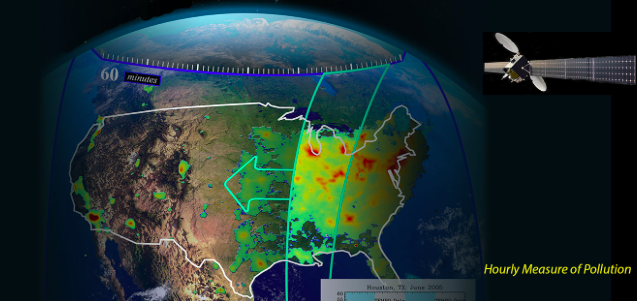 60 minutes
Hourly Measure of Pollution
Houston, TX: June 2005